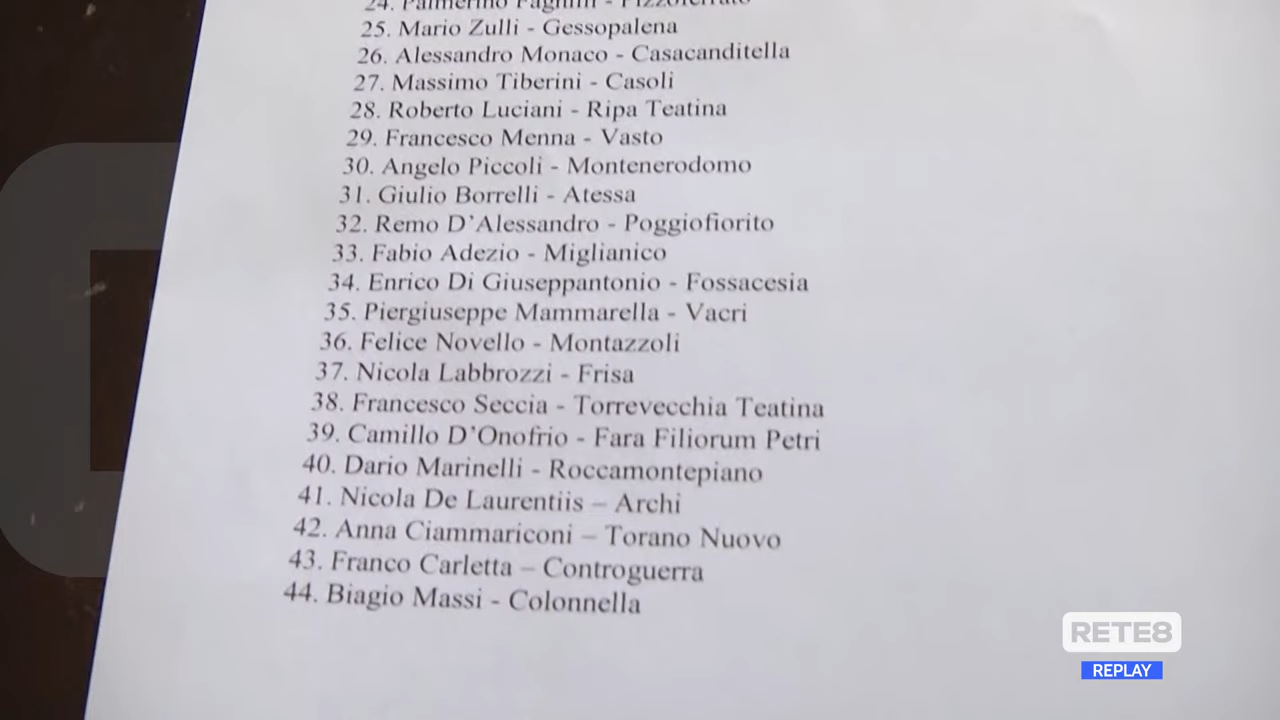 24. Palmerino Fagnilli - Pizzoferrato
25. Mario Zulli - Gessopalena
26. Alessandro Monaco - Casacanditella
27. Massimo Tiberini - Casoli
28. Roberto Luciani - Ripa Teatina
29. Francesco Menna - Vasto
30. Angelo Piccoli - Montenerodomo
31. Giulio Borrelli - Atessa
32. Remo D'Alessandro - Poggiofiorito
33. Fabio Adezio - Miglianico
34. Enrico Di Giuseppantonio - Fossacesia
35. Piergiuseppe Mammarella - Vacri
36. Felice Novello - Montazzoli
37. Nicola Labbrozzi - Frisa
38. Francesco Seccia - Torrevecchia Teatina
39. Camillo D'Onofrio - Fara Filiorum Petri
40. Dario Marinelli - Roccamontepiano
41. Nicola De Laurentiis – Archi
42. Anna Ciammariconi – Torano Nuovo
43. Franco Carletta – Controguerra
44. Biagio Massi - Colonnella
RETE8
REPLAY